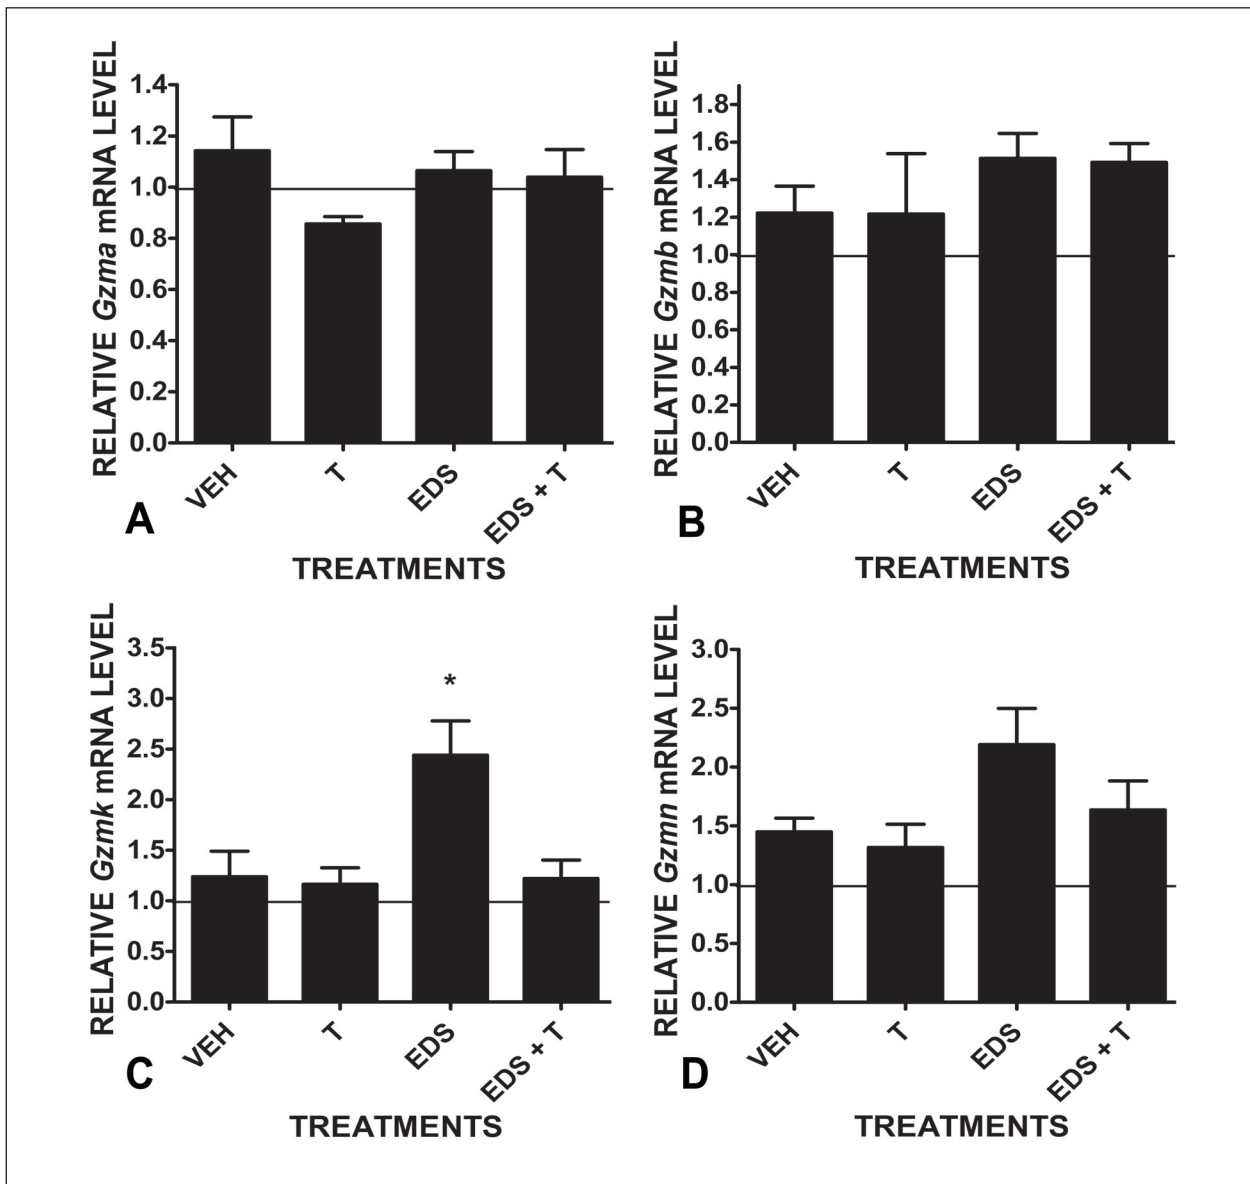 RELATIVE Gzma mRNA LEVEL
1.4
1.2
1.0
0.8
0.6
0.4
0.2
0.0
VEH
T
EDS
EDS + T
A
TREATMENTS
RELATIVE Gzmb mRNA LEVEL
1.8
1.6
1.4
1.2
1.0
0.8
0.6
0.4
0.2
0.0
VEH
T
EDS
EDS + T
B
TREATMENTS
RELATIVE Gzmk mRNA LEVEL
3.5
3.0
2.5
2.0
1.5
1.0
0.5
0.0
*
VEH
T
EDS
EDS + T
C
TREATMENTS
RELATIVE Gzmn mRNA LEVEL
3.0
2.5
2.0
1.5
1.0
0.5
0.0
VEH
T
EDS
EDS + T
D
TREATMENTS